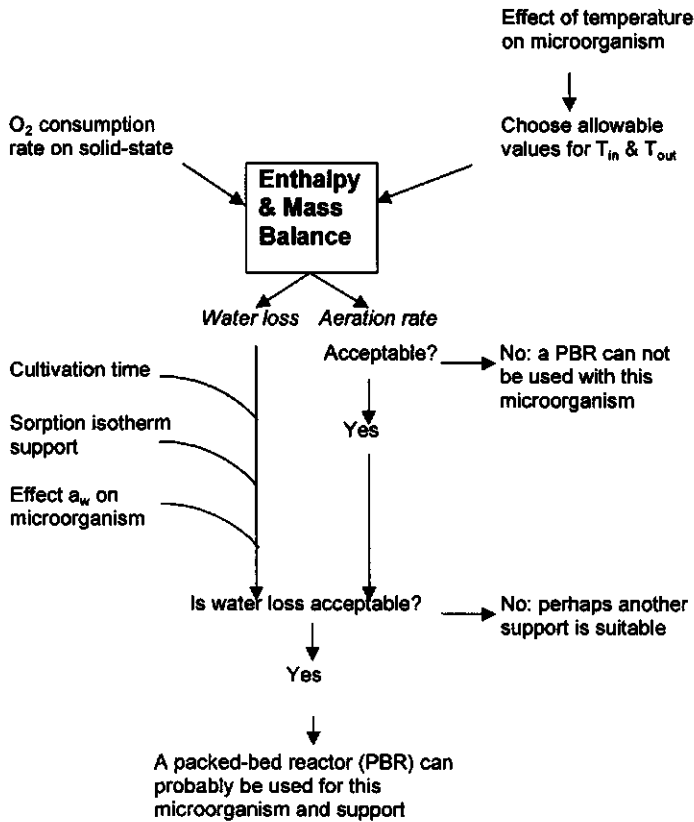 Effect of temperature
on microorganism
O₂ consumption
rate on solid-state
Choose allowable
values for Tᵢₙ & Tₒᵤₜ
Enthalpy
& Mass
Balance
Water loss
Aeration rate
Acceptable?
No: a PBR can not
be used with this
microorganism
Cultivation time
Yes
Sorption isotherm
support
Effect a_w on
microorganism
Is water loss acceptable?
No: perhaps another
support is suitable
Yes
A packed-bed reactor (PBR) can
probably be used for this
microorganism and support